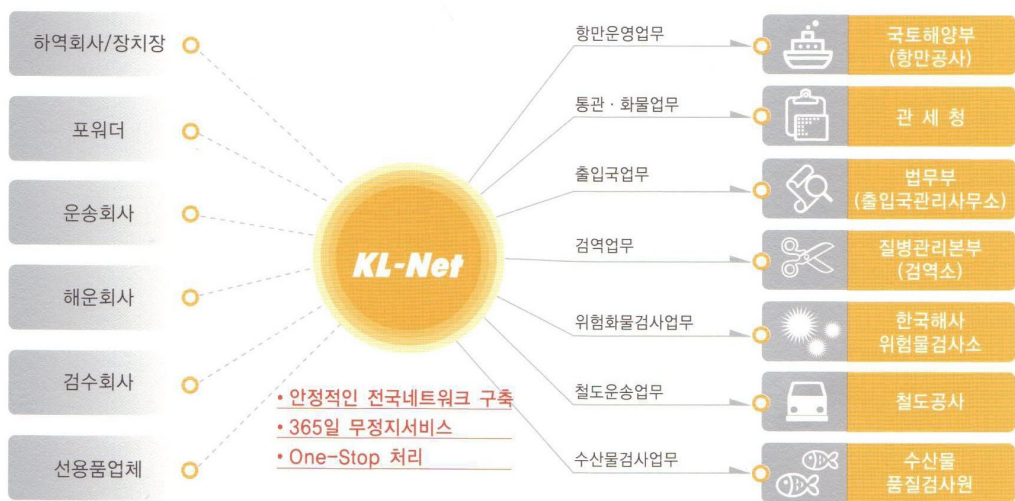 하역회사/장치장
포워더
운송회사
해운회사
검수회사
선용품업체
KL-Net
• 안정적인 전국네트워크 구축
• 365일 무정지서비스
• One-Stop 처리
항만운영업무
통관 · 화물업무
출입국업무
검역업무
위험화물검사업무
철도운송업무
수산물검사업무
국토해양부
(항만공사)
관 세 청
법무부
(출입국관리사무소)
질병관리본부
(검역소)
한국해사
위험물검사소
철도공사
수산물
품질검사원